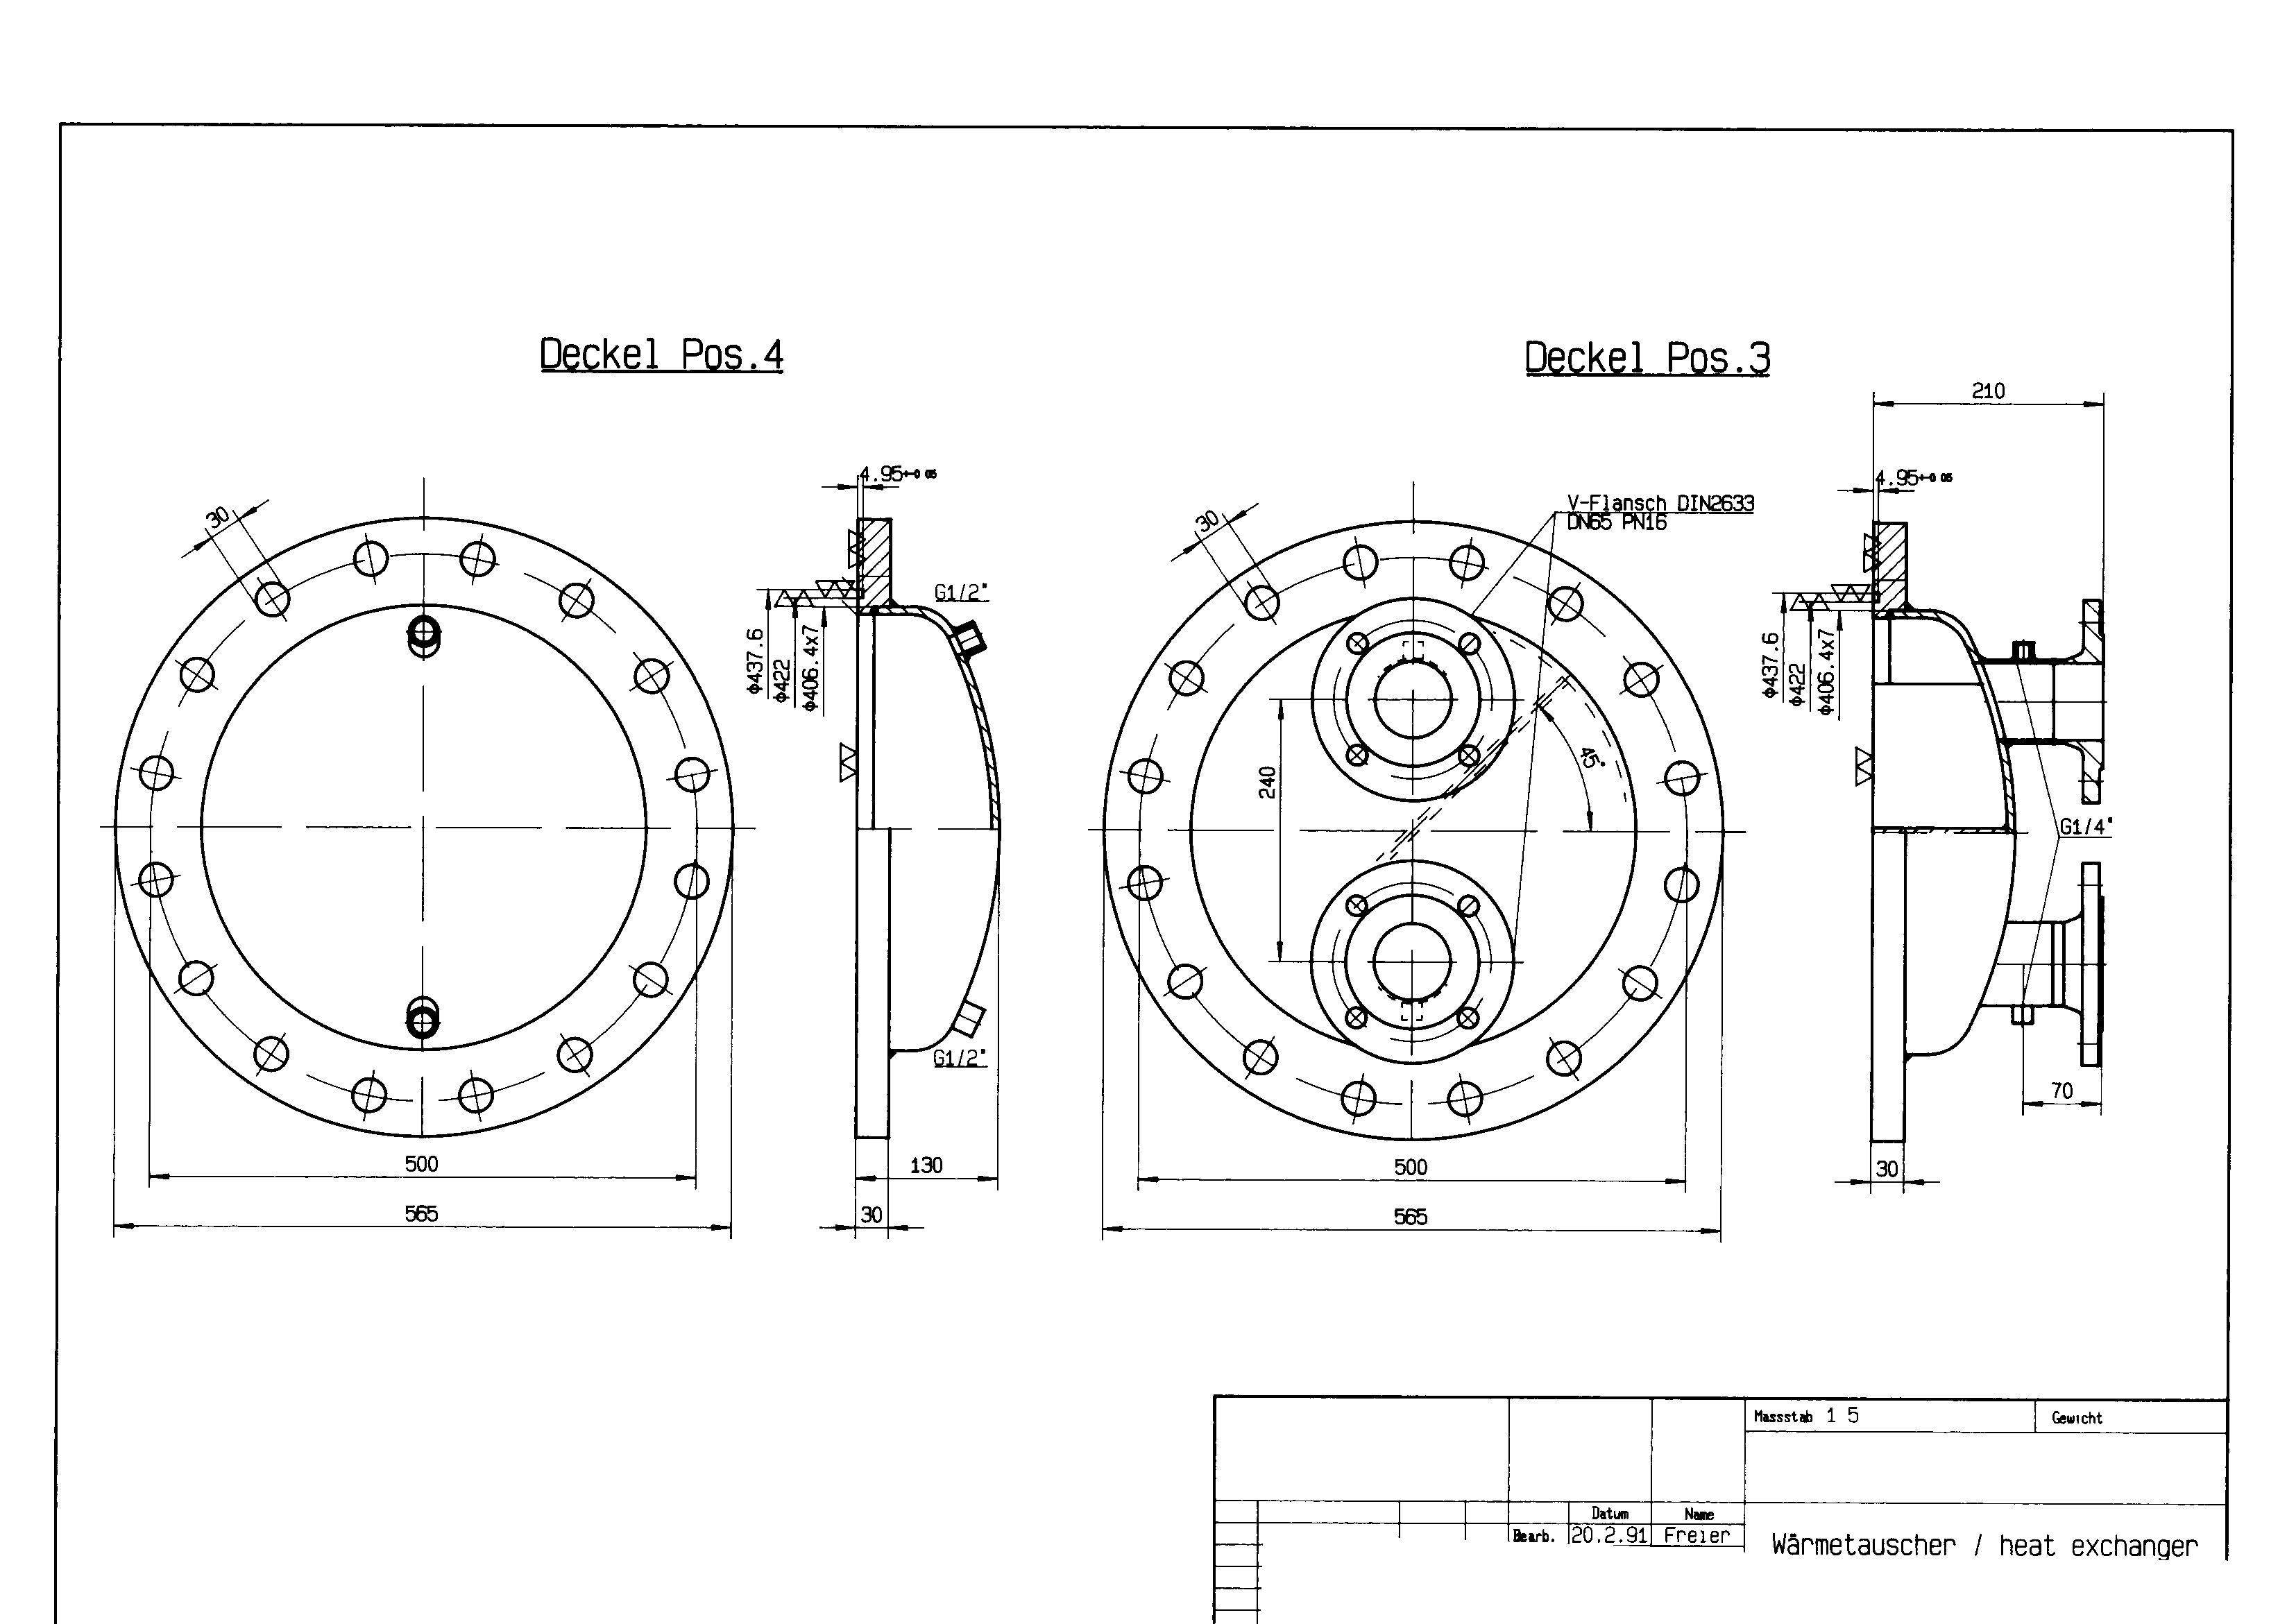 Deckel Pos.4
Deckel Pos.3
210
4.95+-0 05
4.95+-0 05
V-Flansch DIN2633
DN65 PN16
30
30
G1/2"
ϕ437.6
ϕ422
ϕ406.4x7
ϕ437.6
ϕ422
ϕ406.4x7
45°
240
G1/4"
G1/2"
70
500
130
500
30
565
30
565
Massstab 1 5
Gewicht
Datum
Name
Bearb.
20.2.91
Freier
Wärmetauscher / heat exchanger